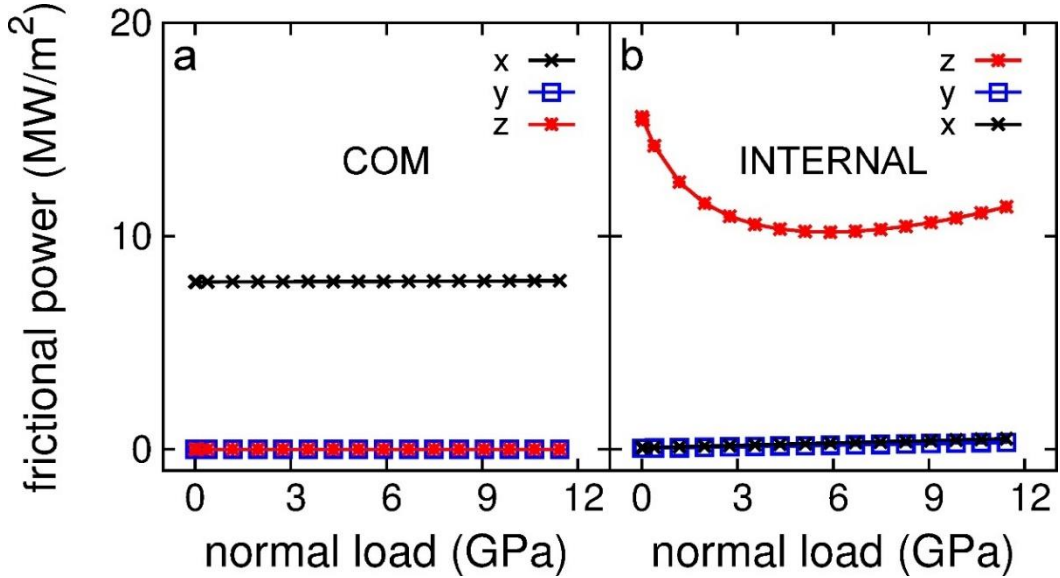 frictional power (MW/m²)
20
10
0
a
x
y
z
COM
0 3 6 9 12
normal load (GPa)
b
z
y
x
INTERNAL
0 3 6 9 12
normal load (GPa)